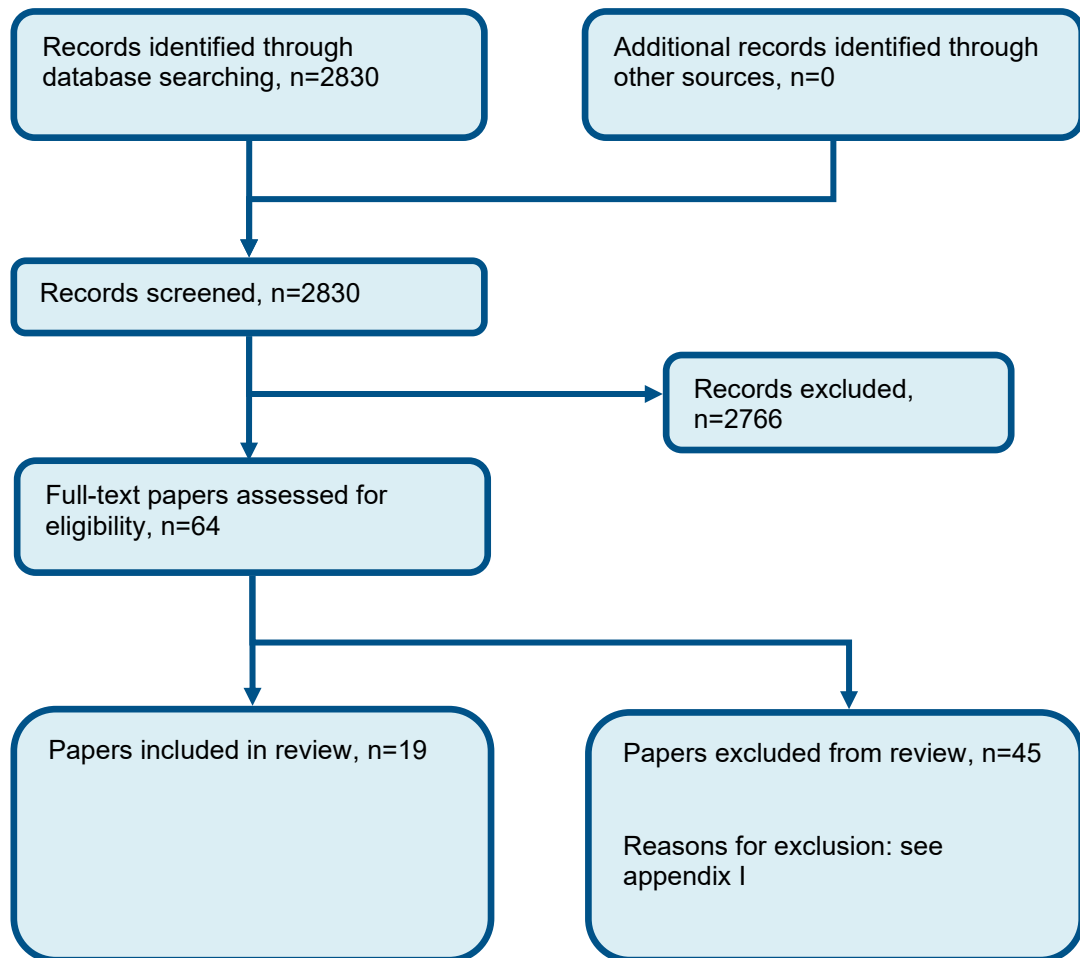 Records identified through
database searching, n=2830
Additional records identified through
other sources, n=0
Records screened, n=2830
Records excluded,
n=2766
Full-text papers assessed for
eligibility, n=64
Papers included in review, n=19
Papers excluded from review, n=45
Reasons for exclusion: see
appendix I